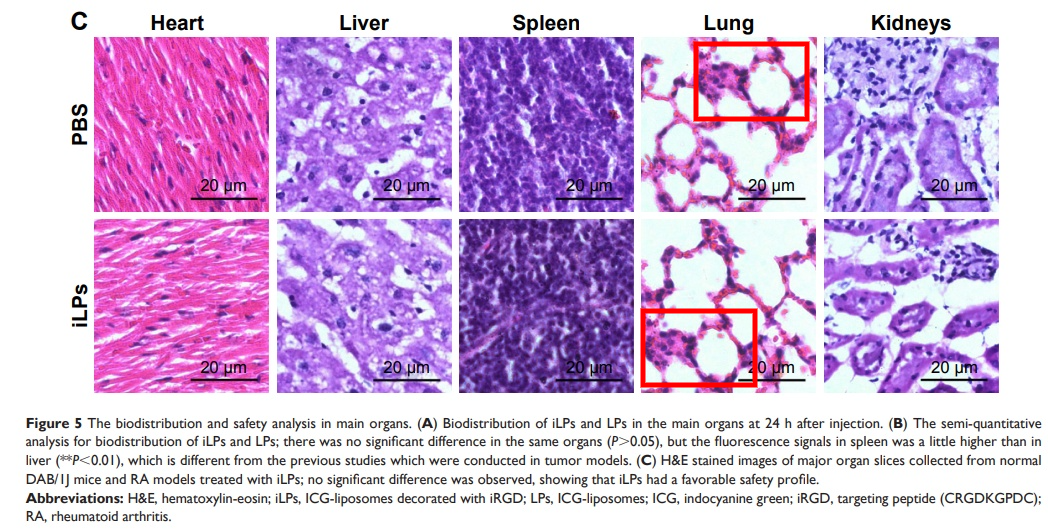 C Heart Liver Spleen Lung Kidneys
PBS
20 µm 20 µm 20 µm 20 µm 20 µm
iLPs
20 µm 20 µm 20 µm 20 µm 20 µm
Figure 5 The biodistribution and safety analysis in main organs. (A) Biodistribution of iLPs and LPs in the main organs at 24 h after injection. (B) The semi-quantitative
analysis for biodistribution of iLPs and LPs; there was no significant difference in the same organs (P>0.05), but the fluorescence signals in spleen was a little higher than in
liver (**P<0.01), which is different from the previous studies which were conducted in tumor models. (C) H&E stained images of major organ slices collected from normal
DAB/1J mice and RA models treated with iLPs; no significant difference was observed, showing that iLPs had a favorable safety profile.
Abbreviations: H&E, hematoxylin-eosin; iLPs, ICG-liposomes decorated with iRGD; LPs, ICG-liposomes; ICG, indocyanine green; iRGD, targeting peptide (CRGDKGPDC);
RA, rheumatoid arthritis.